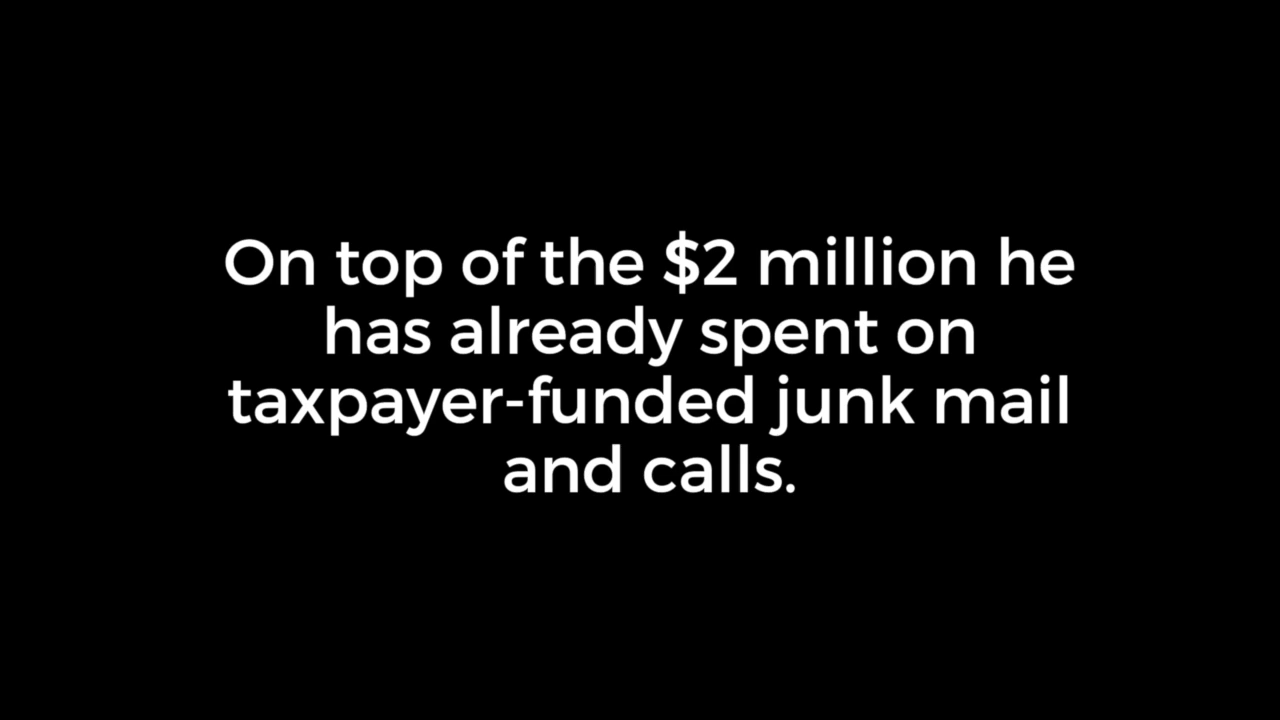 On top of the $2 million he
has already spent on
taxpayer-funded junk mail
and calls.